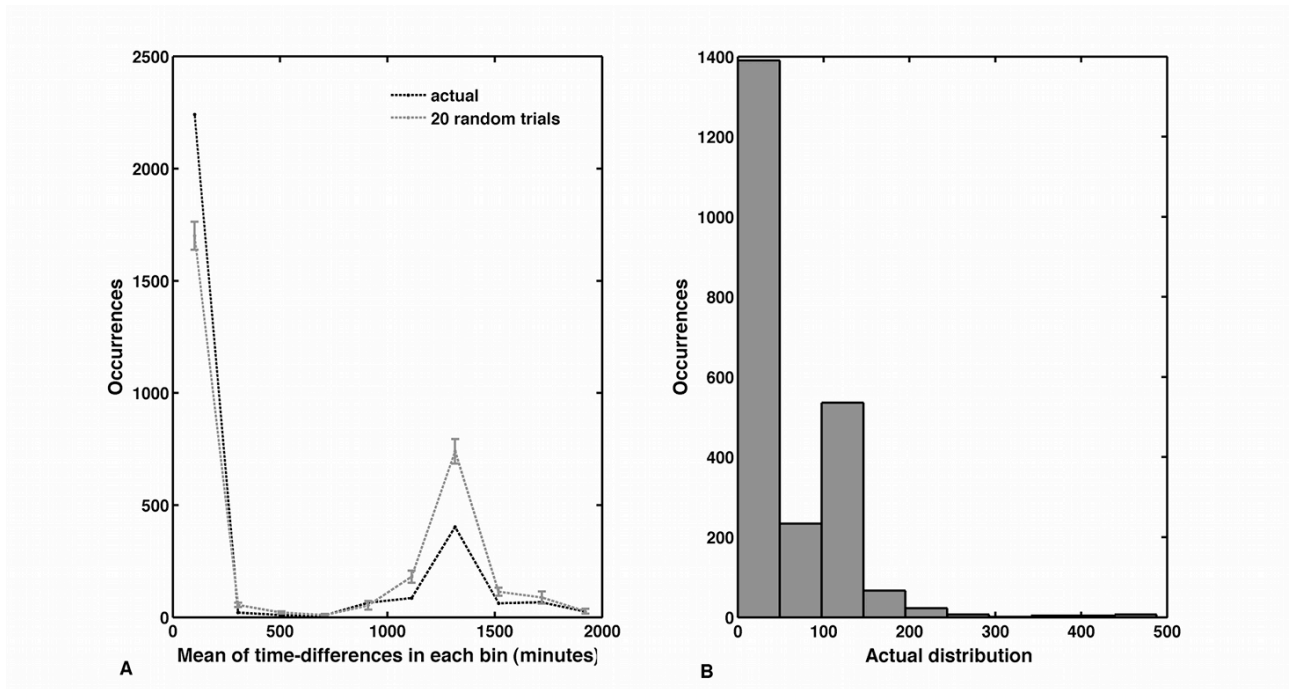 2500
2000
1500
1000
500
0
Occurrences
actual
20 random trials
0 500 1000 1500 2000
Mean of time-differences in each bin (minutes)
A
1400
1200
1000
800
600
400
200
0
Occurrences
0 100 200 300 400 500
Actual distribution
B